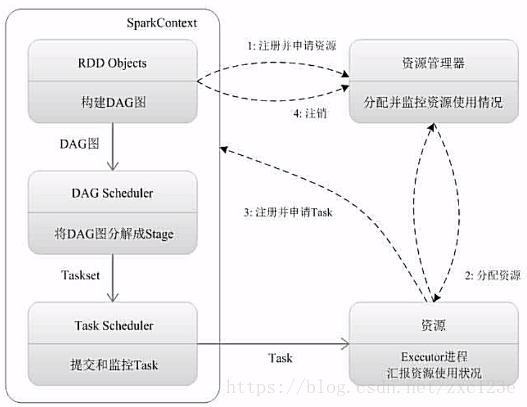 SparkContext
RDD Objects
构建DAG图
1: 注册并申请资源
4: 注销
资源管理器
分配并监控资源使用情况
DAG图
DAG Scheduler
将DAG图分解成Stage
3: 注册并申请Task
2: 分配资源
Taskset
Task Scheduler
提交和监控Task
Task
资源
Executor进程
汇报资源使用状况
https://blog.csdn.net/zxc123e